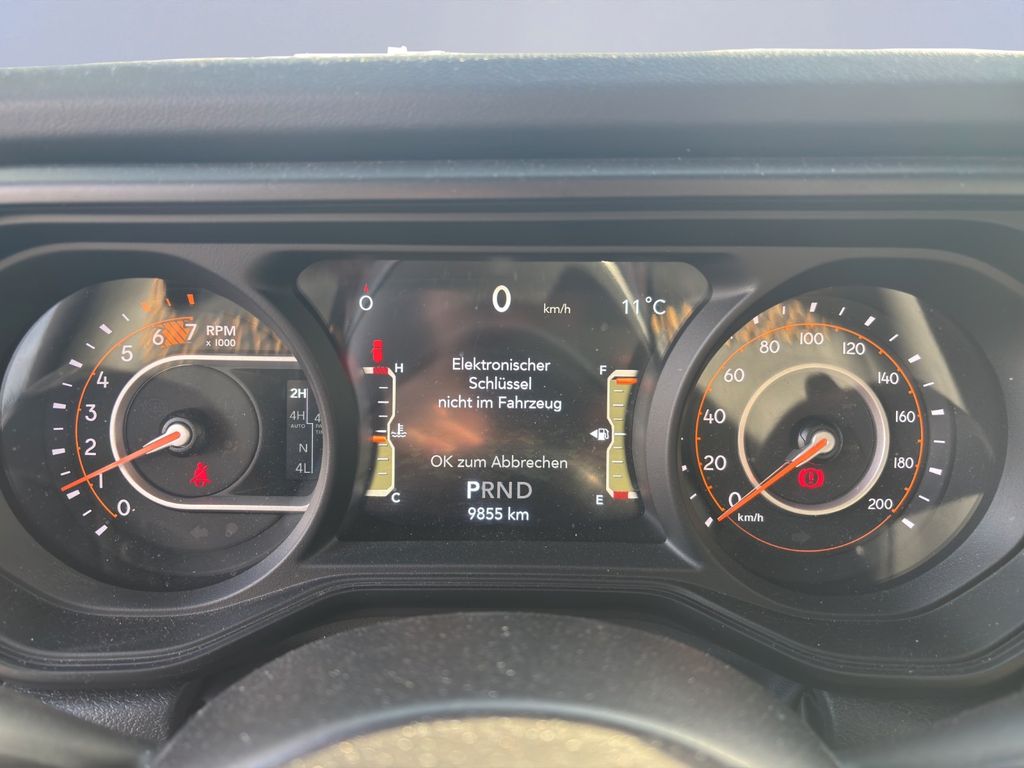 0 km/h 11°C
Elektronischer
Schlüssel
nicht im Fahrzeug
OK zum Abbrechen
PRND
9855 km
H
C
F
E
RPM
x 1000
0
1
2
3
4
5
6
7
2H
4H
AUTO
N
4L
0
20
40
60
80
100
120
140
160
180
200
km/h